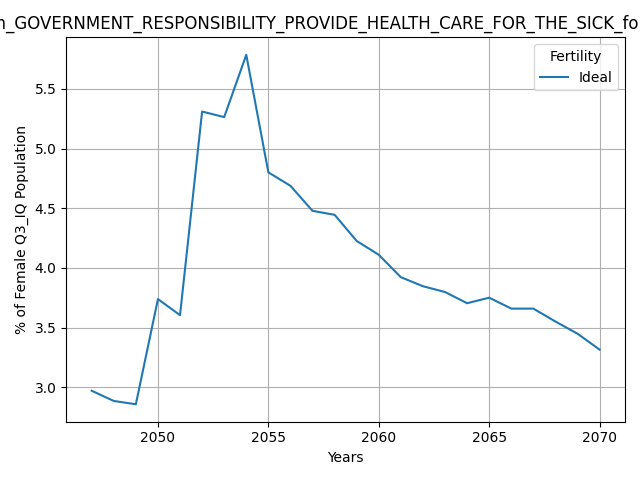 n_GOVERNMENT_RESPONSIBILITY_PROVIDE_HEALTH_CARE_FOR_THE_SICK_fo
Fertility
Ideal
% of Female Q3_IQ Population
5.5
5.0
4.5
4.0
3.5
3.0
2050 2055 2060 2065 2070
Years